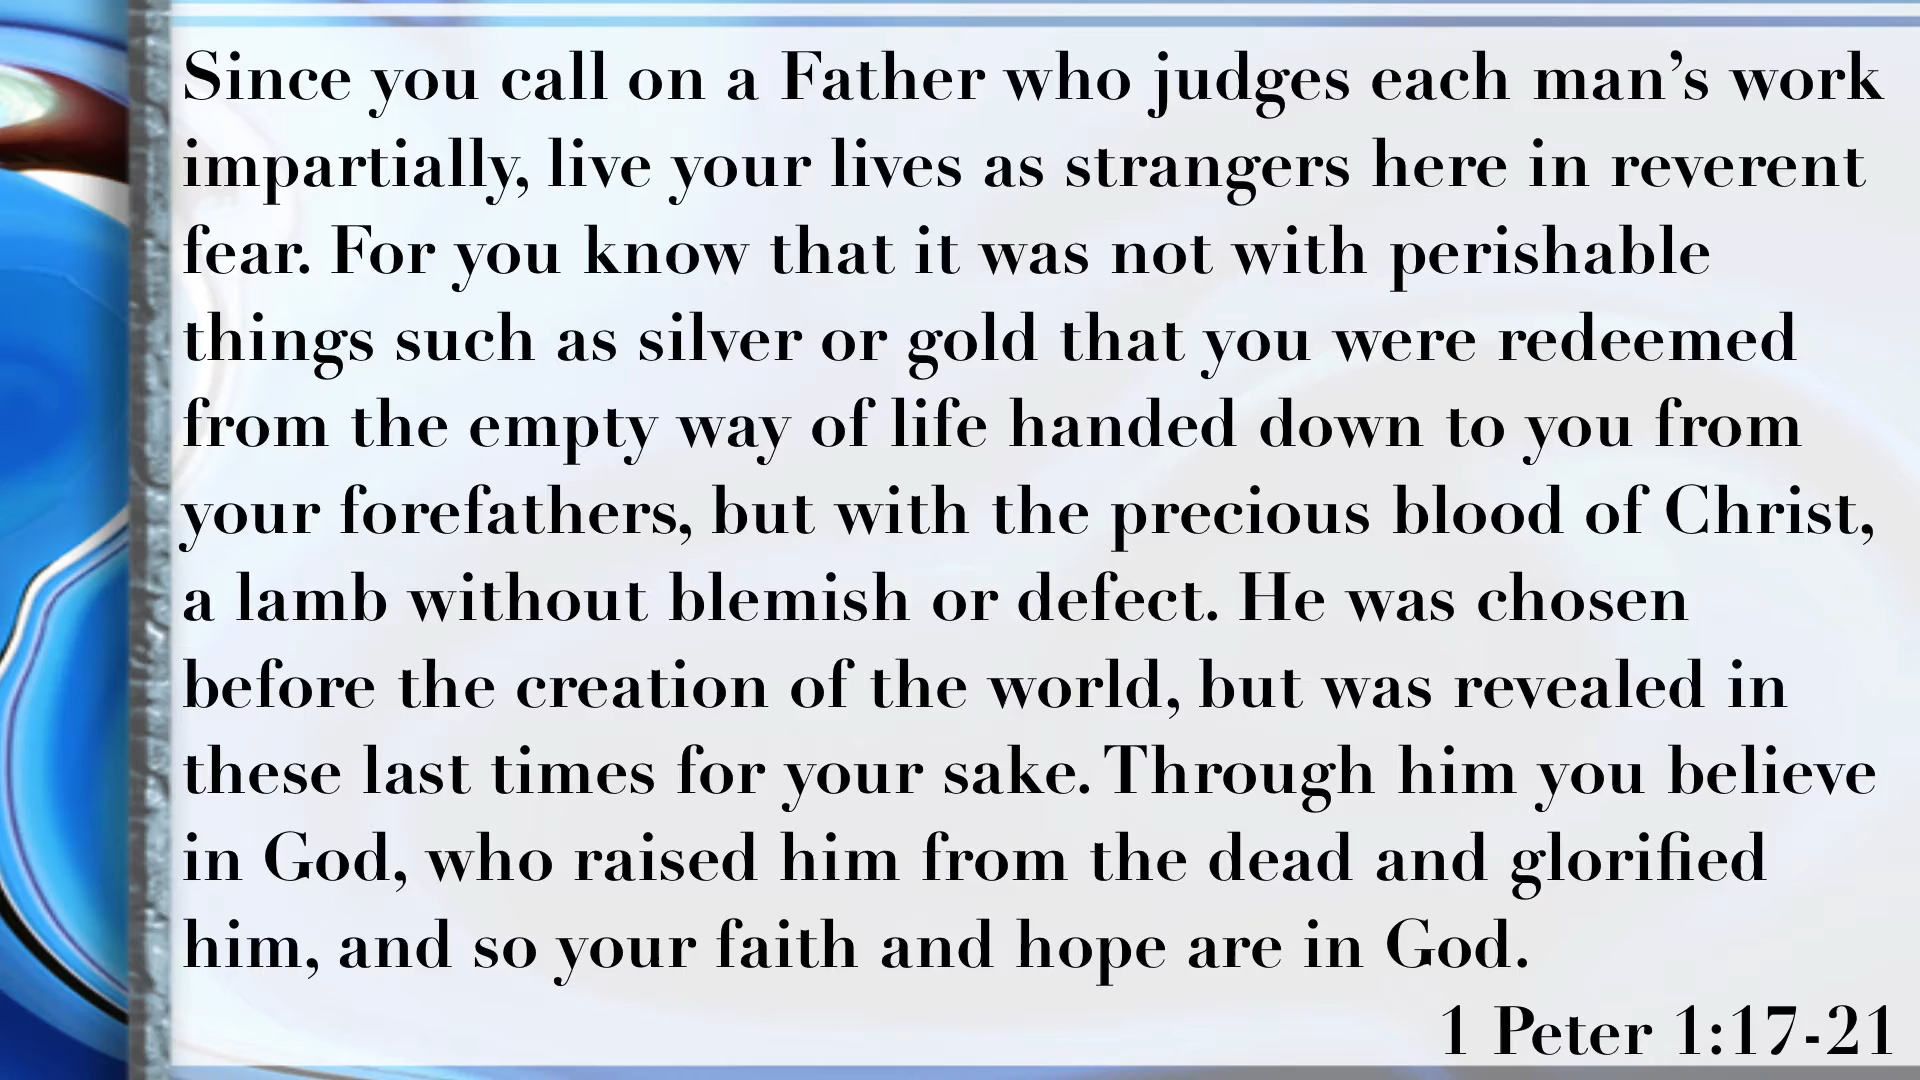 Since you call on a Father who judges each man’s work
impartially, live your lives as strangers here in reverent
fear. For you know that it was not with perishable
things such as silver or gold that you were redeemed
from the empty way of life handed down to you from
your forefathers, but with the precious blood of Christ,
a lamb without blemish or defect. He was chosen
before the creation of the world, but was revealed in
these last times for your sake. Through him you believe
in God, who raised him from the dead and glorified
him, and so your faith and hope are in God.
1 Peter 1:17-21